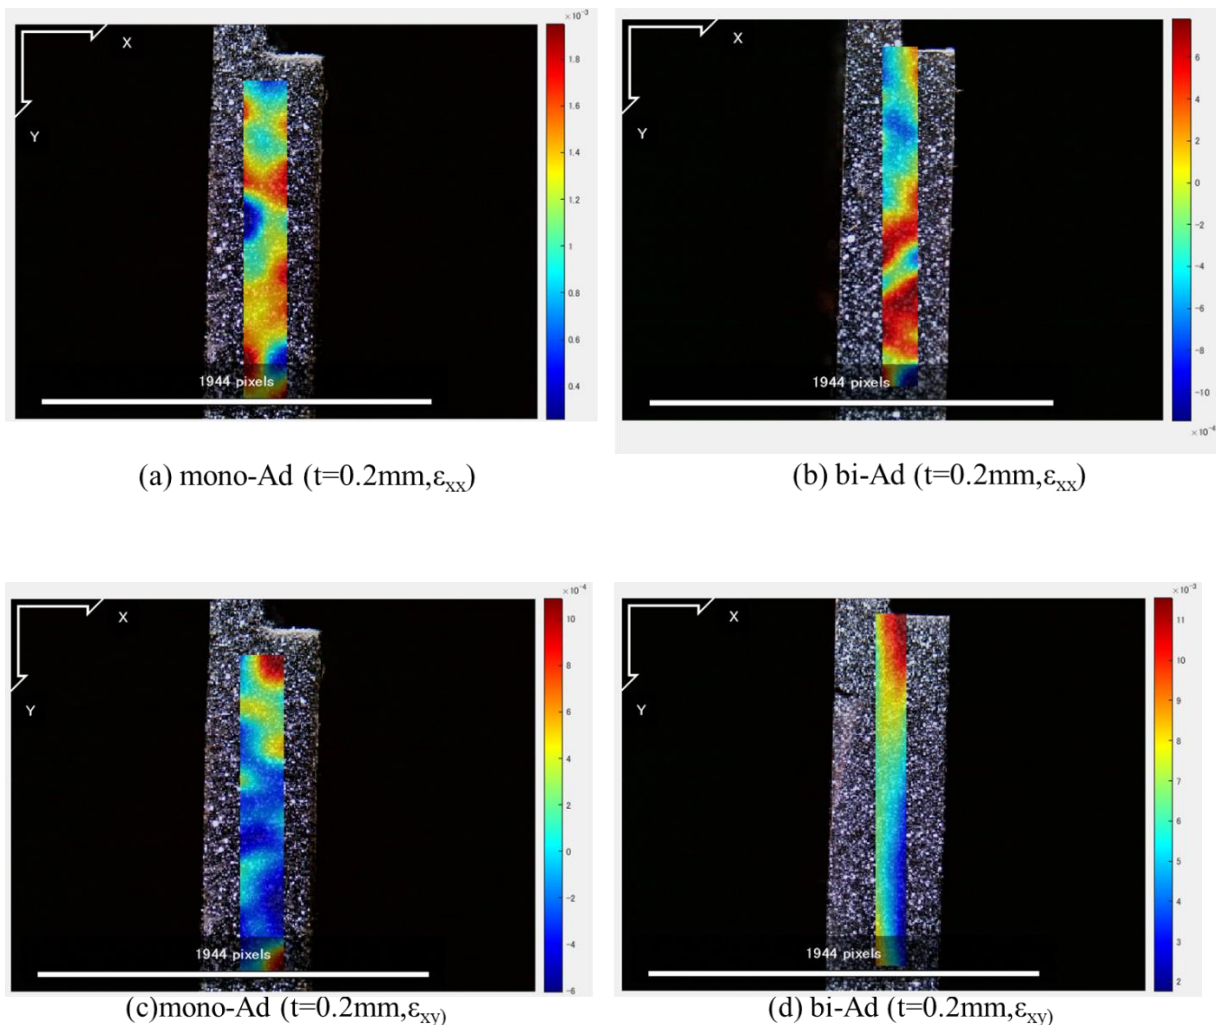 ×10⁻³
X
Y
1.8
1.6
1.4
1.2
1
0.8
0.6
0.4
1944 pixels
X
Y
6
4
2
0
−2
−4
−6
−8
−10
1944 pixels
(a) mono-Ad (t=0.2mm,εxx)
(b) bi-Ad (t=0.2mm,εxx)
×10⁻⁴
X
Y
10
8
6
4
2
0
−2
−4
−6
1944 pixels
×10⁻³
X
Y
11
10
9
8
7
6
5
4
3
2
1944 pixels
(c)mono-Ad (t=0.2mm,εxy)
(d) bi-Ad (t=0.2mm,εxy)